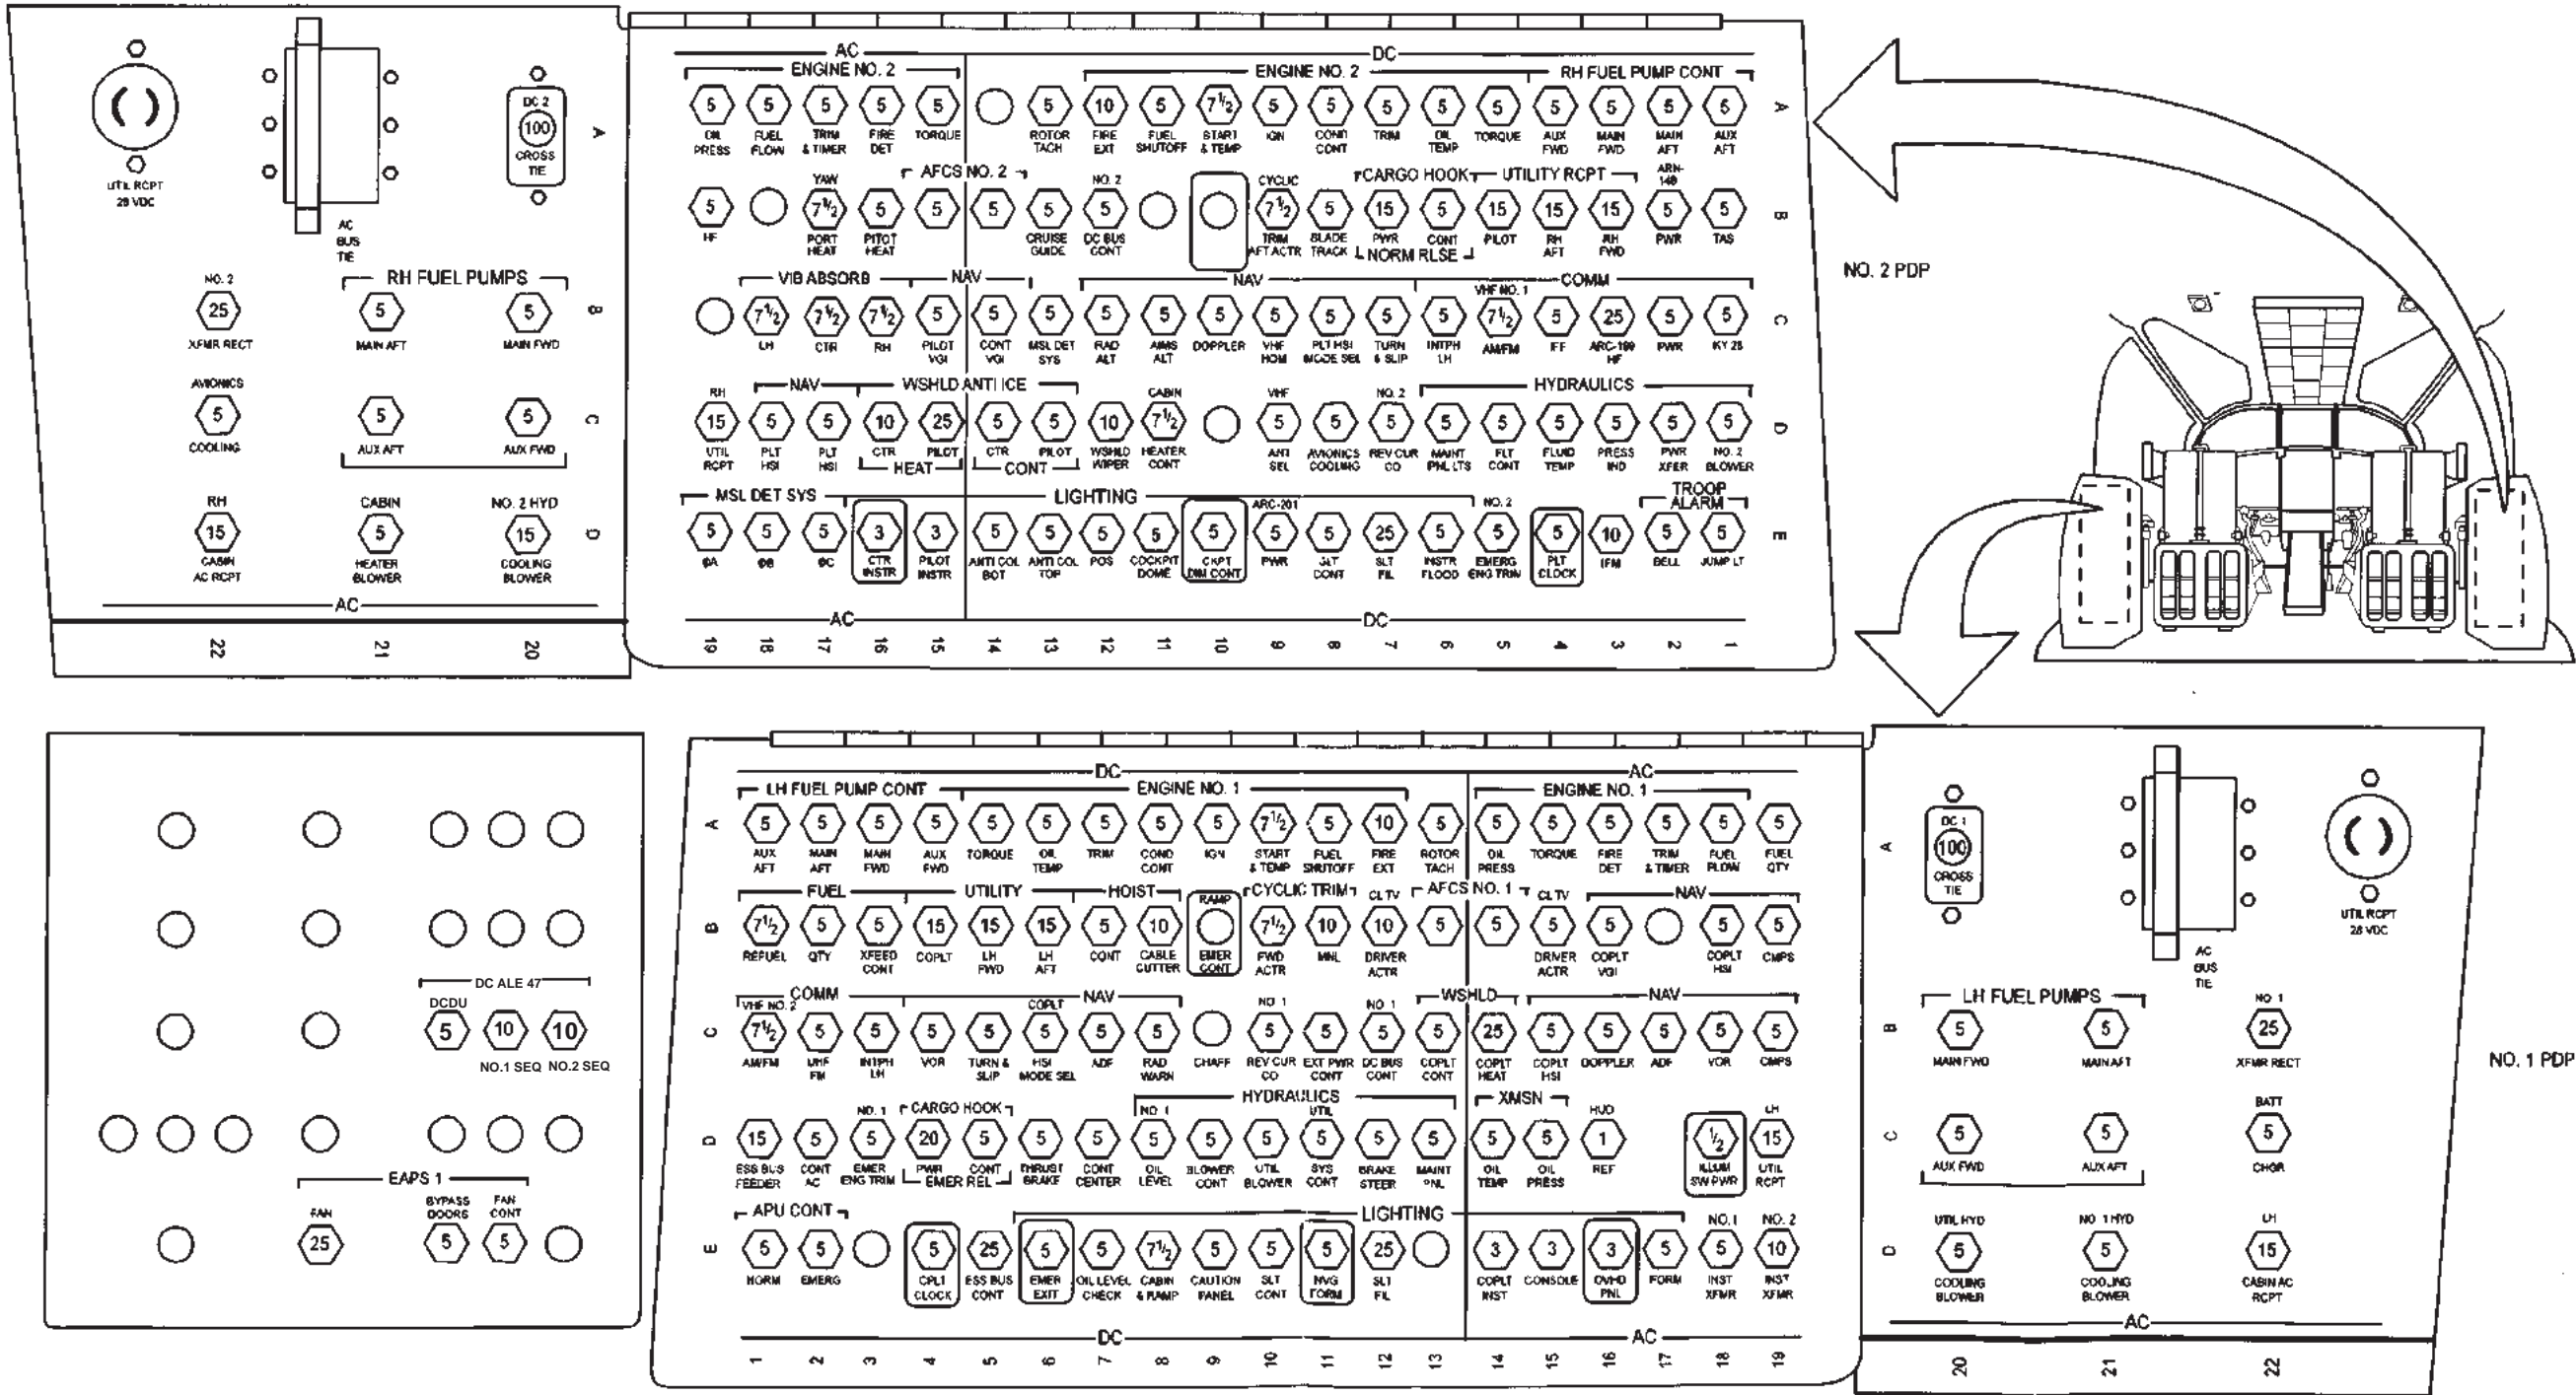 AC DC
ENGINE NO. 2 ENGINE NO. 2 RH FUEL PUMP CONT
DC 2
100
CROSS
TIE
A
UTIL RCPT
28 VDC
AC
BUS
TIE
5 5 5 5 5 5 10 5 7½ 5 5 5 5 5 5 5 5 5 A
OIL PRESS FUEL FLOW TRIM & TIMER FIRE DET TORQUE ROTOR TACH FIRE EXT FUEL SHUTOFF START & TEMP IGN COND CONT TRIM OIL TEMP TORQUE AUX FWD MAIN FWD MAIN AFT AUX AFT
YAW AFCS NO. 2 NO. 2 CYCLIC CARGO HOOK UTILITY RCPT ARN-149
5 7½ 5 5 5 5 5 7½ 5 15 5 15 15 15 5 5 B
HF PORT HEAT PITOT HEAT CRUISE GUIDE DC BUS CONT TRIM AFT ACTR BLADE TRACK PWR CONT PILOT RH AFT RH FWD PWR TAS
NORM RLSE
NO. 2 PDP
NO. 2 RH FUEL PUMPS
25 5 5 B
XFMR RECT MAIN AFT MAIN FWD
VIB ABSORB NAV NAV VHF NO. 1 COMM
7½ 7½ 7½ 5 5 5 5 5 5 5 5 5 5 7½ 5 25 5 5 C
LH CTR RH PILOT VGI CONT VGI MSL DET SYS RAD ALT AIMS ALT DOPPLER VHF HOM PLT HSI MODE SEL TURN & SLIP INTPH LH AM/FM IFF ARC-199 HF PWR KY 28
AVIONICS
5 5 5 C
COOLING AUX AFT AUX FWD
RH NAV WSHLD ANTI ICE CABIN VHF NO. 2 HYDRAULICS
15 5 5 10 25 5 5 10 7½ 5 5 5 5 5 5 5 5 5 D
UTIL RCPT PLT HSI PLT HSI CTR PILOT CTR PILOT WSHLD WIPER HEATER CONT ANT SEL AVIONICS COOLING REV CUR CO MAINT PNL LTS FLT CONT FLUID TEMP PRESS IND PWR XFER NO. 2 BLOWER
HEAT CONT
RH CABIN NO. 2 HYD
15 5 15 D
CABIN AC RCPT HEATER BLOWER COOLING BLOWER
MSL DET SYS LIGHTING ARC-201 NO. 2 TROOP ALARM
5 5 5 3 3 5 5 5 5 5 5 5 25 5 5 5 10 5 5 E
ΦA ΦB ΦC CTR INSTR PILOT INSTR ANTI COL BOT ANTI COL TOP POS COCKPIT DOME CKPT DIM CONT PWR SLT CONT SLT FIL INSTR FLOOD EMERG ENG TRIM PLT CLOCK IFM BELL JUMP LT
AC AC DC
22 21 20 19 18 17 16 15 14 13 12 11 10 9 8 7 6 5 4 3 2 1
DC ALE 47
DCDU
5 10 10
NO.1 SEQ NO.2 SEQ
EAPS 1
FAN BYPASS DOORS FAN CONT
25 5 5
DC AC
LH FUEL PUMP CONT ENGINE NO. 1 ENGINE NO. 1
A 5 5 5 5 5 5 5 5 5 7½ 5 10 5 5 5 5 5 5 5
AUX AFT MAIN AFT MAIN FWD AUX FWD TORQUE OIL TEMP TRIM COND CONT IGN START & TEMP FUEL SHUTOFF FIRE EXT ROTOR TACH OIL PRESS TORQUE FIRE DET TRIM & TIMER FUEL FLOW FUEL QTY
FUEL UTILITY HOIST RAMP CYCLIC TRIM CLTV AFCS NO. 1 CLTV NAV
B 7½ 5 5 15 15 15 5 10 7½ 10 10 5 5 5 5 5 5
REFUEL QTY XFEED CONT COPLT LH FWD LH AFT CONT CABLE CUTTER EMER CONT FWD ACTR MNL DRIVER ACTR DRIVER ACTR COPLT VGI COPLT HSI CMPS
VHF NO. 2 COMM COPLT NAV NO 1 NO 1 WSHLD NAV
C 7½ 5 5 5 5 5 5 5 5 5 5 5 25 5 5 5 5 5
AM/FM UHF FM INTPH LH VOR TURN & SLIP HSI MODE SEL ADF RAD WARN CHAFF REV CUR CO EXT PWR CONT DC BUS CONT COPLT CONT COPLT HEAT COPLT HSI DOPPLER ADF VOR CMPS
NO. 1 CARGO HOOK NO. 1 HYDRAULICS UTIL XMSN HUD LH
D 15 5 5 20 5 5 5 5 5 5 5 5 5 5 5 1 ½ 15
ESS BUS FEEDER CONT AC EMER ENG TRIM PWR CONT THRUST BRAKE CONT CENTER OIL LEVEL BLOWER CONT UTIL BLOWER SYS CONT BRAKE STEER MAINT PNL OIL TEMP OIL PRESS REF ILLUM SW PWR UTIL RCPT
EMER REL
APU CONT LIGHTING NO. 1 NO. 2
E 5 5 5 25 5 5 7½ 5 5 5 25 3 3 3 5 5 10
NORM EMERG CPLT CLOCK ESS BUS CONT EMER EXIT OIL LEVEL CHECK CABIN & RAMP CAUTION PANEL SLT CONT NVG FORM SLT FIL COPLT INST CONSOLE OVHD PNL FORM INST XFMR INST XFMR
DC AC
1 2 3 4 5 6 7 8 9 10 11 12 13 14 15 16 17 18 19
DC 1
A 100
CROSS
TIE
UTIL RCPT
28 VDC
AC
BUS
TIE
LH FUEL PUMPS NO 1
B 5 5 25
MAIN FWD MAIN AFT XFMR RECT
NO. 1 PDP
BATT
C 5 5 5
AUX FWD AUX AFT CHGR
UTIL HYD NO 1 HYD LH
D 5 5 15
COOLING BLOWER COOLING BLOWER CABIN AC RCPT
AC
20 21 22